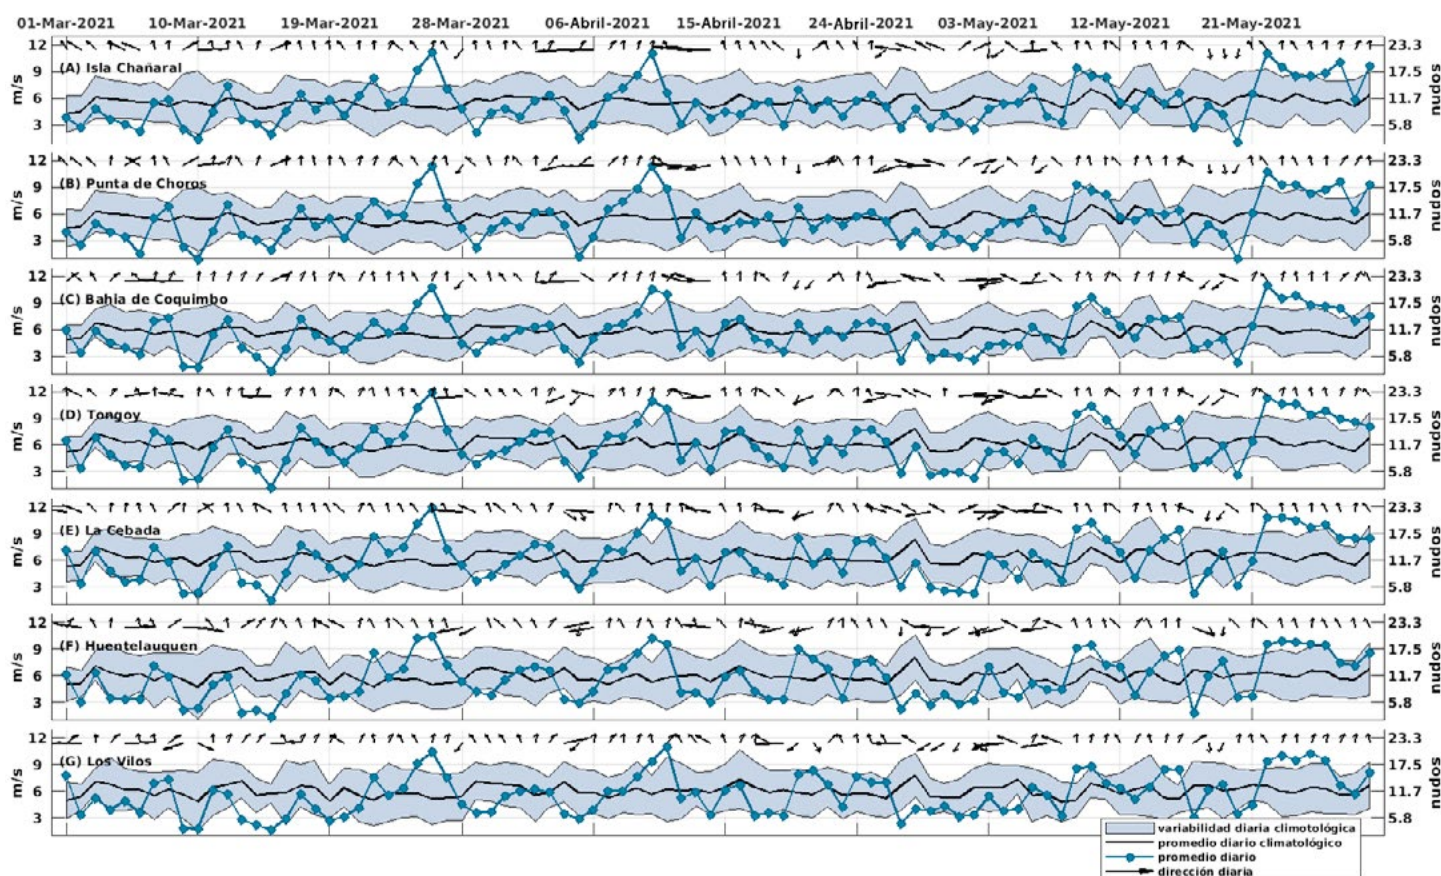 01-Mar-2021 10-Mar-2021 19-Mar-2021 28-Mar-2021 06-Abril-2021 15-Abril-2021 24-Abril-2021 03-May-2021 12-May-2021 21-May-2021
12 23.3
(A) Isla Chañaral
9 17.5
m/s 6 11.7 nudos
3 5.8
12 23.3
(B) Punta de Choros
9 17.5
m/s 6 11.7 nudos
3 5.8
12 23.3
(C) Bahia de Coquimbo
9 17.5
m/s 6 11.7 nudos
3 5.8
12 23.3
(D) Tongoy
9 17.5
m/s 6 11.7 nudos
3 5.8
12 23.3
(E) La Cebada
9 17.5
m/s 6 11.7 nudos
3 5.8
12 23.3
(F) Huentelauquen
9 17.5
m/s 6 11.7 nudos
3 5.8
12 23.3
(G) Los Vilos
9 17.5
m/s 6 11.7 nudos
3 5.8
variabilidad diaria climotológica
promedio diario climatológico
promedio diario
dirección diaria